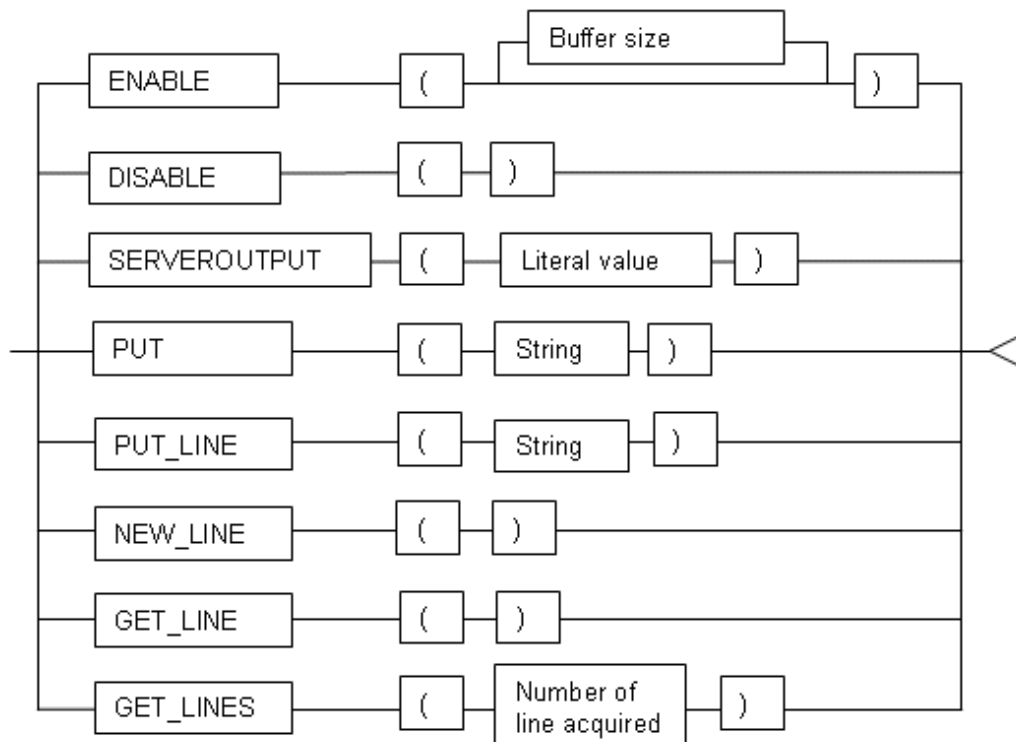 Buffer size
ENABLE ( )
DISABLE ( )
SERVEROUTPUT ( Literal value )
PUT ( String )
PUT_LINE ( String )
NEW_LINE ( )
GET_LINE ( )
GET_LINES ( Number of
line acquired )